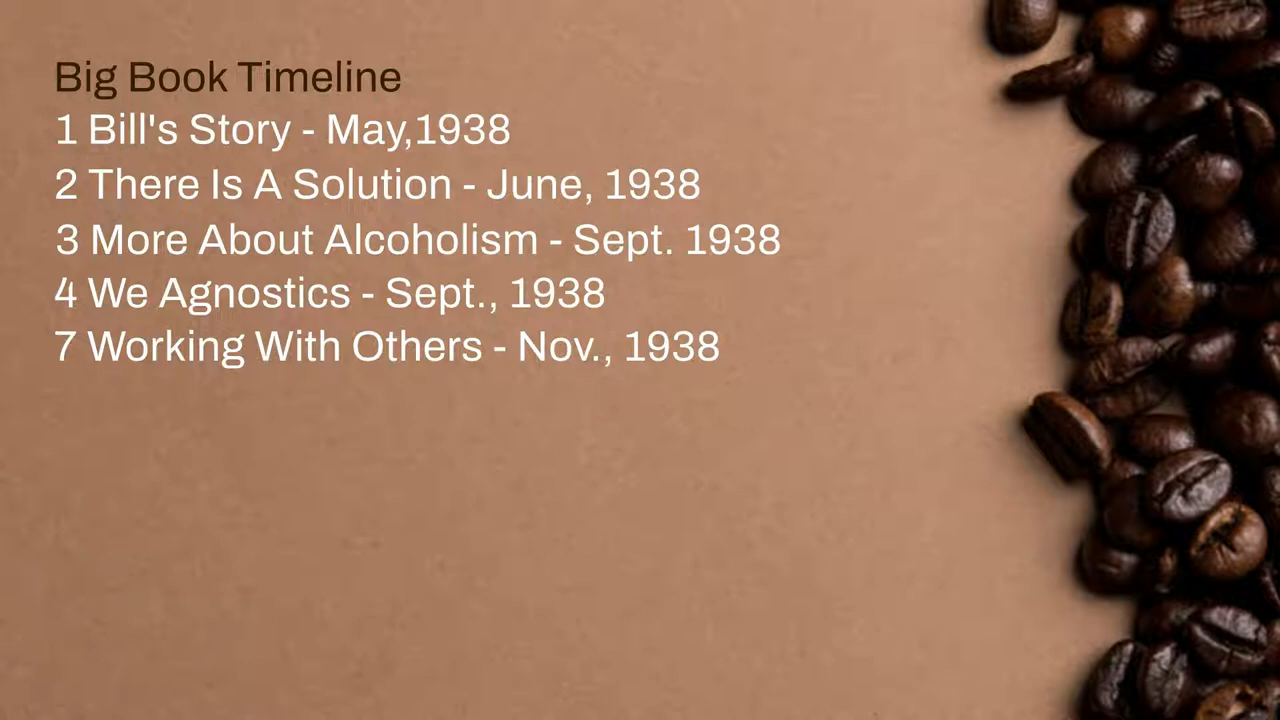 Big Book Timeline
1 Bill's Story - May,1938
2 There Is A Solution - June, 1938
3 More About Alcoholism - Sept. 1938
4 We Agnostics - Sept., 1938
7 Working With Others - Nov., 1938